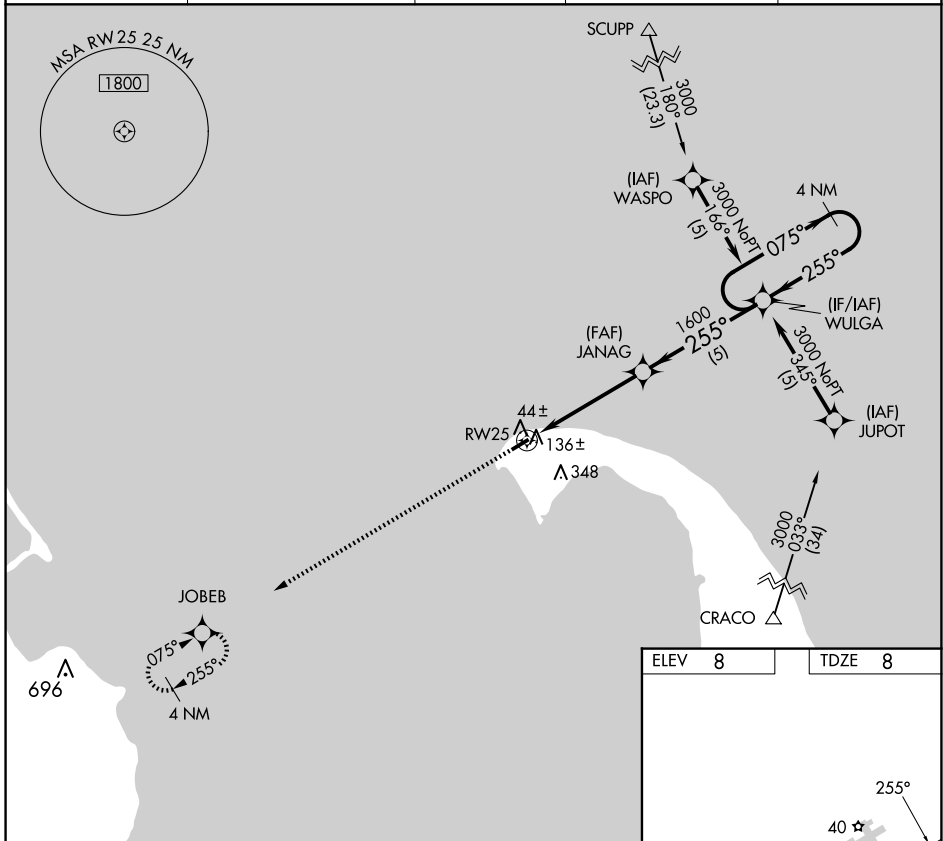 MSA RW 25 25 NM
1800
SCUPP
3000
180°
(23.3)
(IAF)
WASPO
3000 NoPT
166°
(5)
4 NM
075°
255°
(IF/IAF)
WULGA
1600
255°
(5)
(FAF)
JANAG
3000 NoPT
345°
(5)
(IAF)
JUPOT
44±
RW25
136±
348
3000
033°
(34)
CRACO
JOBEB
075°
255°
4 NM
696
ELEV 8
TDZE 8
255°
40